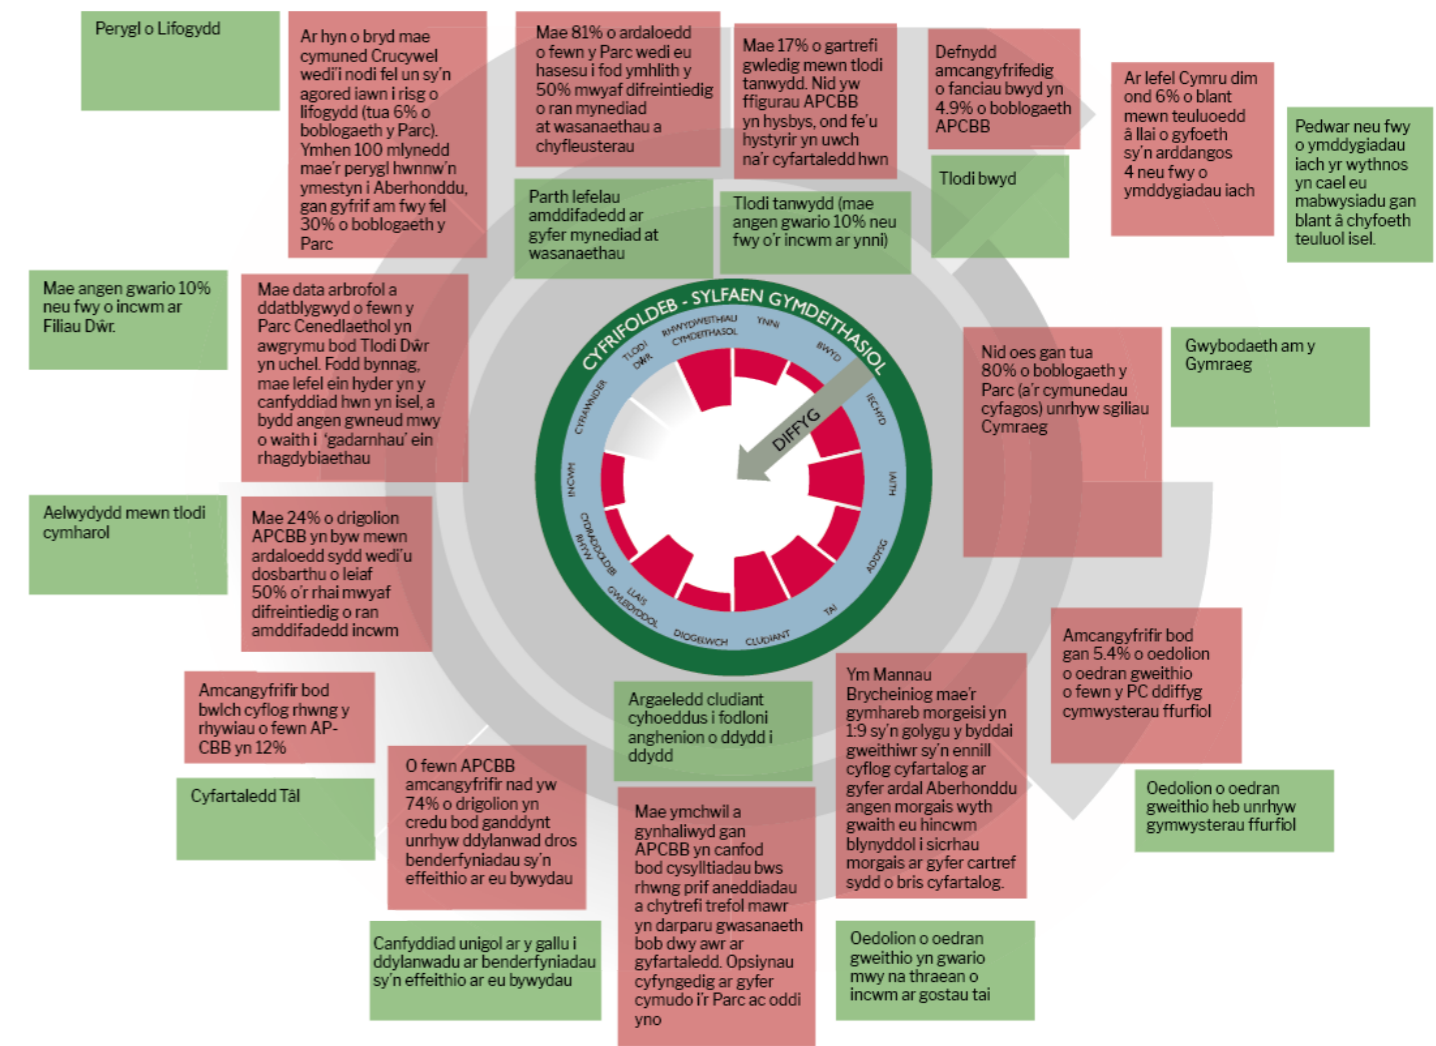 Perygl o Lifogydd
Ar hyn o bryd mae
cymuned Crucywel
wedi'i nodi fel un sy'n
agored iawn i risg o
lifogydd (tua 6% o
boblogaeth y Parc).
Ymhen 100 mlynedd
mae'r perygl hwnnw'n
ymestyn i Aberhonddu,
gan gyfrif am fwy fel
30% o boblogaeth y
Parc
Mae 81% o ardaloedd
o fewn y Parc wedi eu
hasesu i fod ymhlith y
50% mwyaf difreintiedig
o ran mynediad
at wasanaethau a
chyfleusterau
Parth lefelau
amddifadedd ar
gyfer mynediad at
wasanaethau
Mae 17% o gartrefi
gwledig mewn tlodi
tanwydd. Nid yw
ffigurau APCBB
yn hysbys, ond fe'u
hystyrir yn uwch
na'r cyfartaledd hwn
Tlodi tanwydd (mae
angen gwario 10% neu
fwy o'r incwm ar ynni)
Defnydd
amcangyfrifedig
o fanciau bwyd yn
4.9% o boblogaeth
APCBB
Tlodi bwyd
Ar lefel Cymru dim
ond 6% o blant
mewn teuluoedd
â llai o gyfoeth
sy'n arddangos
4 neu fwy o
ymddygiadau iach
Pedwar neu fwy
o ymddygiadau
iach yr wythnos
yn cael eu
mabwysiadu gan
blant â chyfoeth
teuluol isel.
Mae angen gwario 10%
neu fwy o incwm ar
Filiau Dŵr.
Mae data arbrofol a
ddatblygwyd o fewn y
Parc Cenedlaethol yn
awgrymu bod Tlodi Dŵr
yn uchel. Fodd bynnag,
mae lefel ein hyder yn y
canfyddiad hwn yn isel, a
bydd angen gwneud mwy
o waith i 'gadarnhau' ein
rhagdybiaethau
CYFRIFOLDEB - SYLFAEN GYMDEITHASIOL
TLODI
DŴR
RHWYDWEITHIAU
CYMDEITHASOL
YNNI
BWYD
IECHYD
IAITH
ADDYSG
TAI
CLUDIANT
DIOGELWCH
LLAIS
GWLEIDYDDOL
CYDRADDOLDEB
RHYW
INCWM
CYFIAWNDER
DIFFYG
Nid oes gan tua
80% o boblogaeth y
Parc (a'r cymunedau
cyfagos) unrhyw sgiliau
Cymraeg
Gwybodaeth am y
Gymraeg
Aelwydydd mewn tlodi
cymharol
Mae 24% o drigolion
APCBB yn byw mewn
ardaloedd sydd wedi'u
dosbarthu o leiaf
50% o'r rhai mwyaf
difreintiedig o ran
amddifadedd incwm
Amcangyfrifir bod
bwlch cyflog rhwng y
rhywiau o fewn AP-
CBB yn 12%
Cyfartaledd Tâl
O fewn APCBB
amcangyfrifir nad yw
74% o drigolion yn
credu bod ganddynt
unrhyw ddylanwad dros
benderfyniadau sy'n
effeithio ar eu bywydau
Canfyddiad unigol ar y gallu i
ddylanwadu ar benderfyniadau
sy'n effeithio ar eu bywydau
Argaeledd cludiant
cyhoeddus i fodloni
anghenion o ddydd i
ddydd
Mae ymchwil a
gynhaliwyd gan
APCBB yn canfod
bod cysylltiadau bws
rhwng prif aneddiadau
a chytrefi trefol mawr
yn darparu gwasanaeth
bob dwy awr ar
gyfartaledd. Opsiynau
cyfyngedig ar gyfer
cymudo i'r Parc ac oddi
yno
Ym Mannau
Brycheiniog mae'r
gymhareb morgeisi yn
1:9 sy'n golygu y byddai
gweithiwr sy'n ennill
cyflog cyfartalog ar
gyfer ardal Aberhonddu
angen morgais wyth
gwaith eu hincwm
blynyddol i sicrhau
morgais ar gyfer cartref
sydd o bris cyfartalog.
Oedolion o oedran
gweithio yn gwario
mwy na thraean o
incwm ar gostau tai
Amcangyfrifir bod
gan 5.4% o oedolion
o oedran gweithio
o fewn y PC ddiffyg
cymwysterau ffurfiol
Oedolion o oedran
gweithio heb unrhyw
gymwysterau ffurfiol